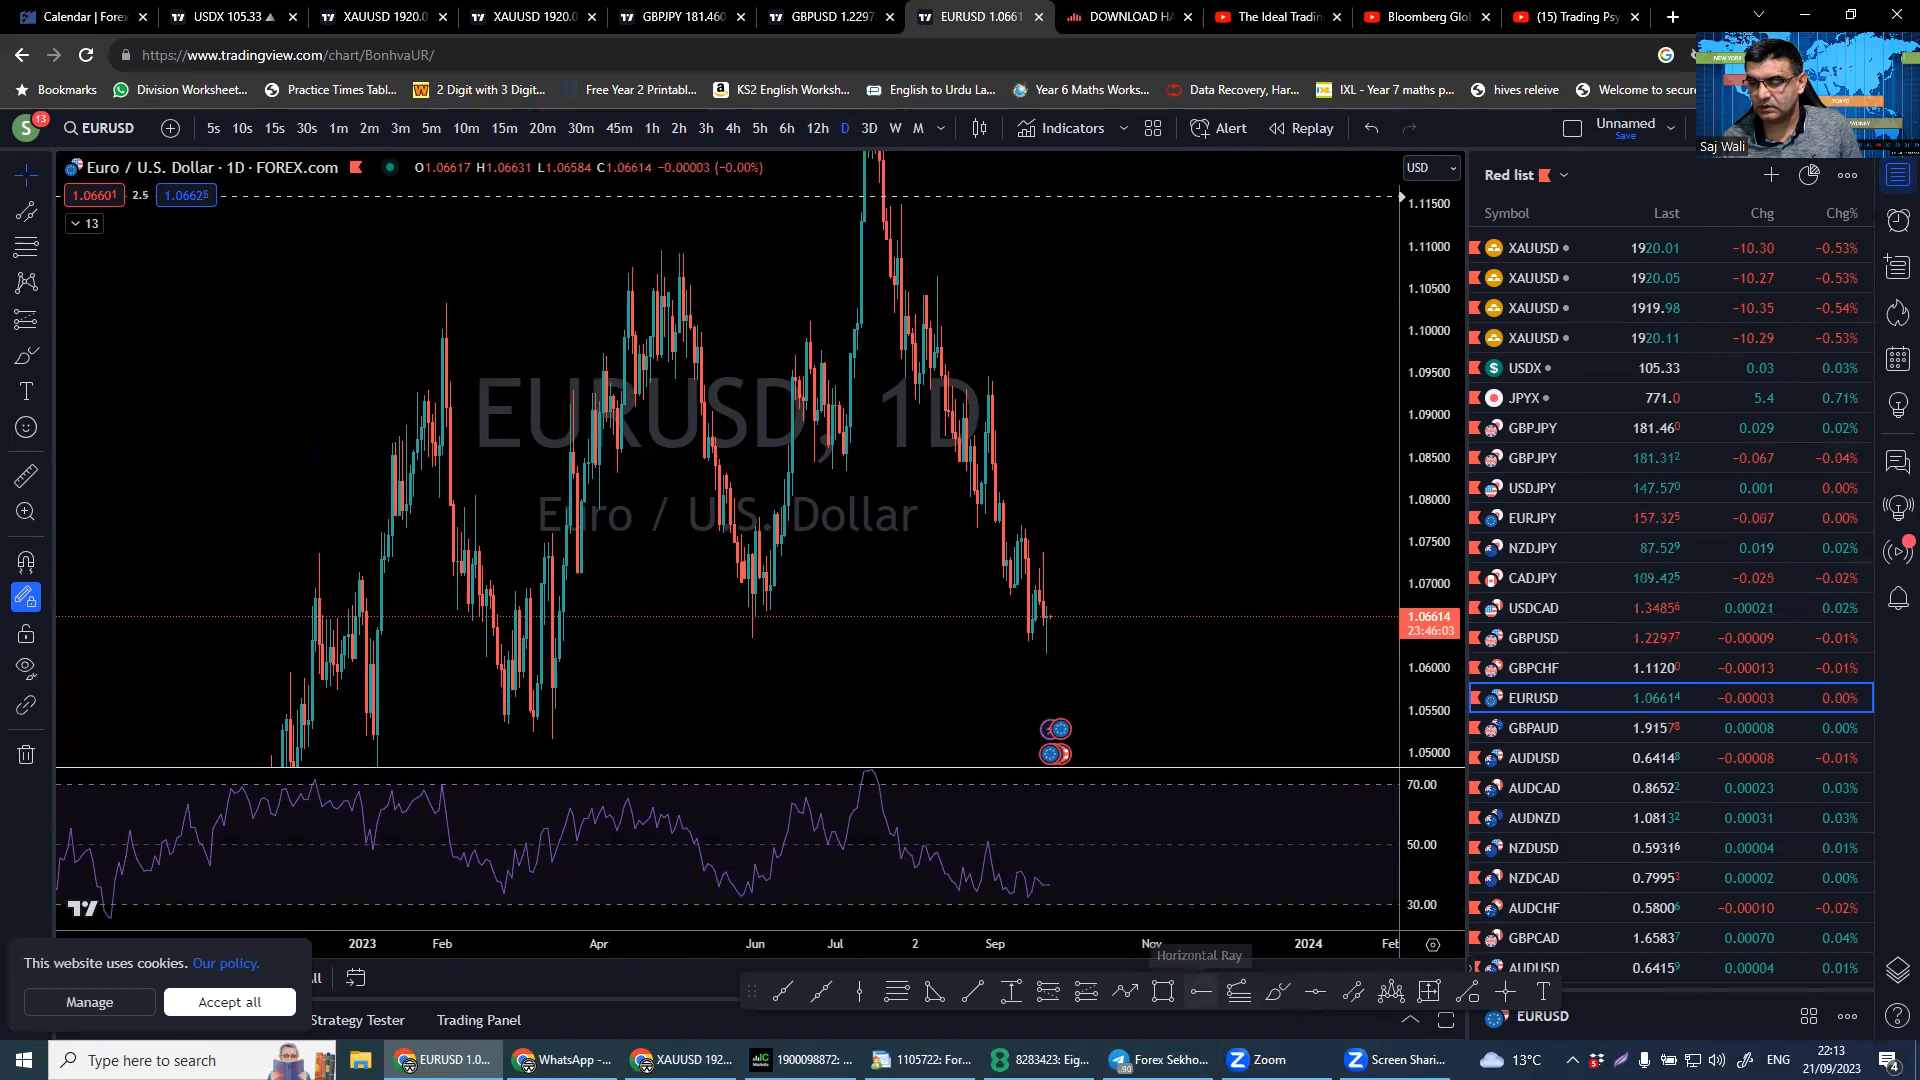 Calendar | Forex
USDX 105.33
XAUUSD 1920.0
XAUUSD 1920.0
GBPJPY 181.460
GBPUSD 1.2297
EURUSD 1.0661
DOWNLOAD HA
The Ideal Tradin
Bloomberg Glo
(15) Trading Psy
https://www.tradingview.com/chart/BonhvaUR/
Bookmarks
Division Worksheet...
Practice Times Tabl...
2 Digit with 3 Digit...
Free Year 2 Printabl...
KS2 English Worksh...
English to Urdu La...
Year 6 Maths Works...
Data Recovery, Har...
IXL - Year 7 maths p...
hives releive
Welcome to secur
NEW YORK
TOKYO
SYDNEY
Saj Wali
S
13
EURUSD
5s 10s 15s 30s 1m 2m 3m 5m 10m 15m 20m 30m 45m 1h 2h 3h 4h 5h 6h 12h D 3D W M
Indicators
Alert
Replay
Unnamed
Save
Euro / U.S. Dollar · 1D · FOREX.com
O1.06617 H1.06631 L1.06584 C1.06614 −0.00003 (−0.00%)
1.06601 2.5 1.06625
13
USD
EURUSD, 1D
Euro / U.S. Dollar
1.11500
1.11000
1.10500
1.10000
1.09500
1.09000
1.08500
1.08000
1.07500
1.07000
1.06614
23:46:03
1.06000
1.05500
1.05000
70.00
50.00
30.00
2023 Feb Apr Jun Jul 2 Sep Nov 2024 Feb
Horizontal Ray
Red list
Symbol Last Chg Chg%
XAUUSD 1920.01 −10.30 −0.53%
XAUUSD 1920.05 −10.27 −0.53%
XAUUSD 1919.98 −10.35 −0.54%
XAUUSD 1920.11 −10.29 −0.53%
USDX 105.33 0.03 0.03%
JPYX 771.0 5.4 0.71%
GBPJPY 181.460 0.029 0.02%
GBPJPY 181.312 −0.067 −0.04%
USDJPY 147.570 0.001 0.00%
EURJPY 157.325 −0.067 0.00%
NZDJPY 87.529 0.019 0.02%
CADJPY 109.425 −0.025 −0.02%
USDCAD 1.34856 0.00021 0.02%
GBPUSD 1.22977 −0.00009 −0.01%
GBPCHF 1.11200 −0.00013 −0.01%
EURUSD 1.06614 −0.00003 0.00%
GBPAUD 1.91578 0.00008 0.00%
AUDUSD 0.64148 −0.00008 −0.01%
AUDCAD 0.86522 0.00023 0.03%
AUDNZD 1.08132 0.00031 0.03%
NZDUSD 0.59316 0.00004 0.01%
NZDCAD 0.79953 0.00002 0.00%
AUDCHF 0.58006 −0.00010 −0.02%
GBPCAD 1.65837 0.00070 0.04%
AUDUSD 0.64159 0.00004 0.01%
EURUSD
This website uses cookies. Our policy.
Manage
Accept all
ll
Strategy Tester
Trading Panel
Type here to search
EURUSD 1.0...
WhatsApp -...
XAUUSD 192...
1900098872: ...
1105722: For...
8283423: Eig...
Forex Sekho...
Zoom
Screen Shari...
13°C
ENG
22:13
21/09/2023
4